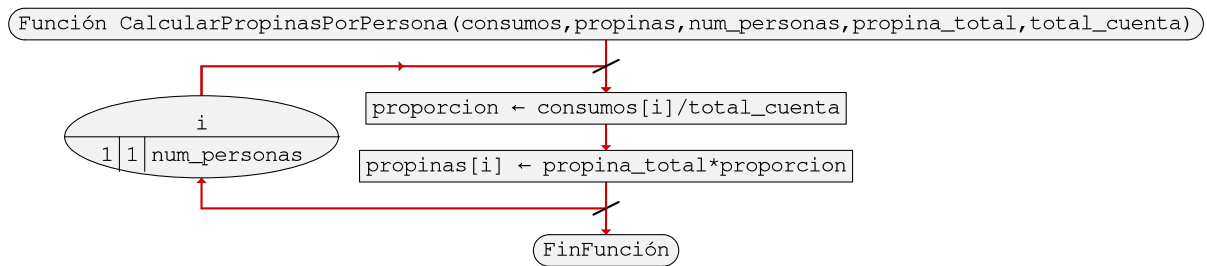 Función CalcularPropinasPorPersona(consumos,propinas,num_personas,propina_total,total_cuenta)
proporcion ← consumos[i]/total_cuenta
i
1 1 num_personas
propinas[i] ← propina_total*proporcion
FinFunción